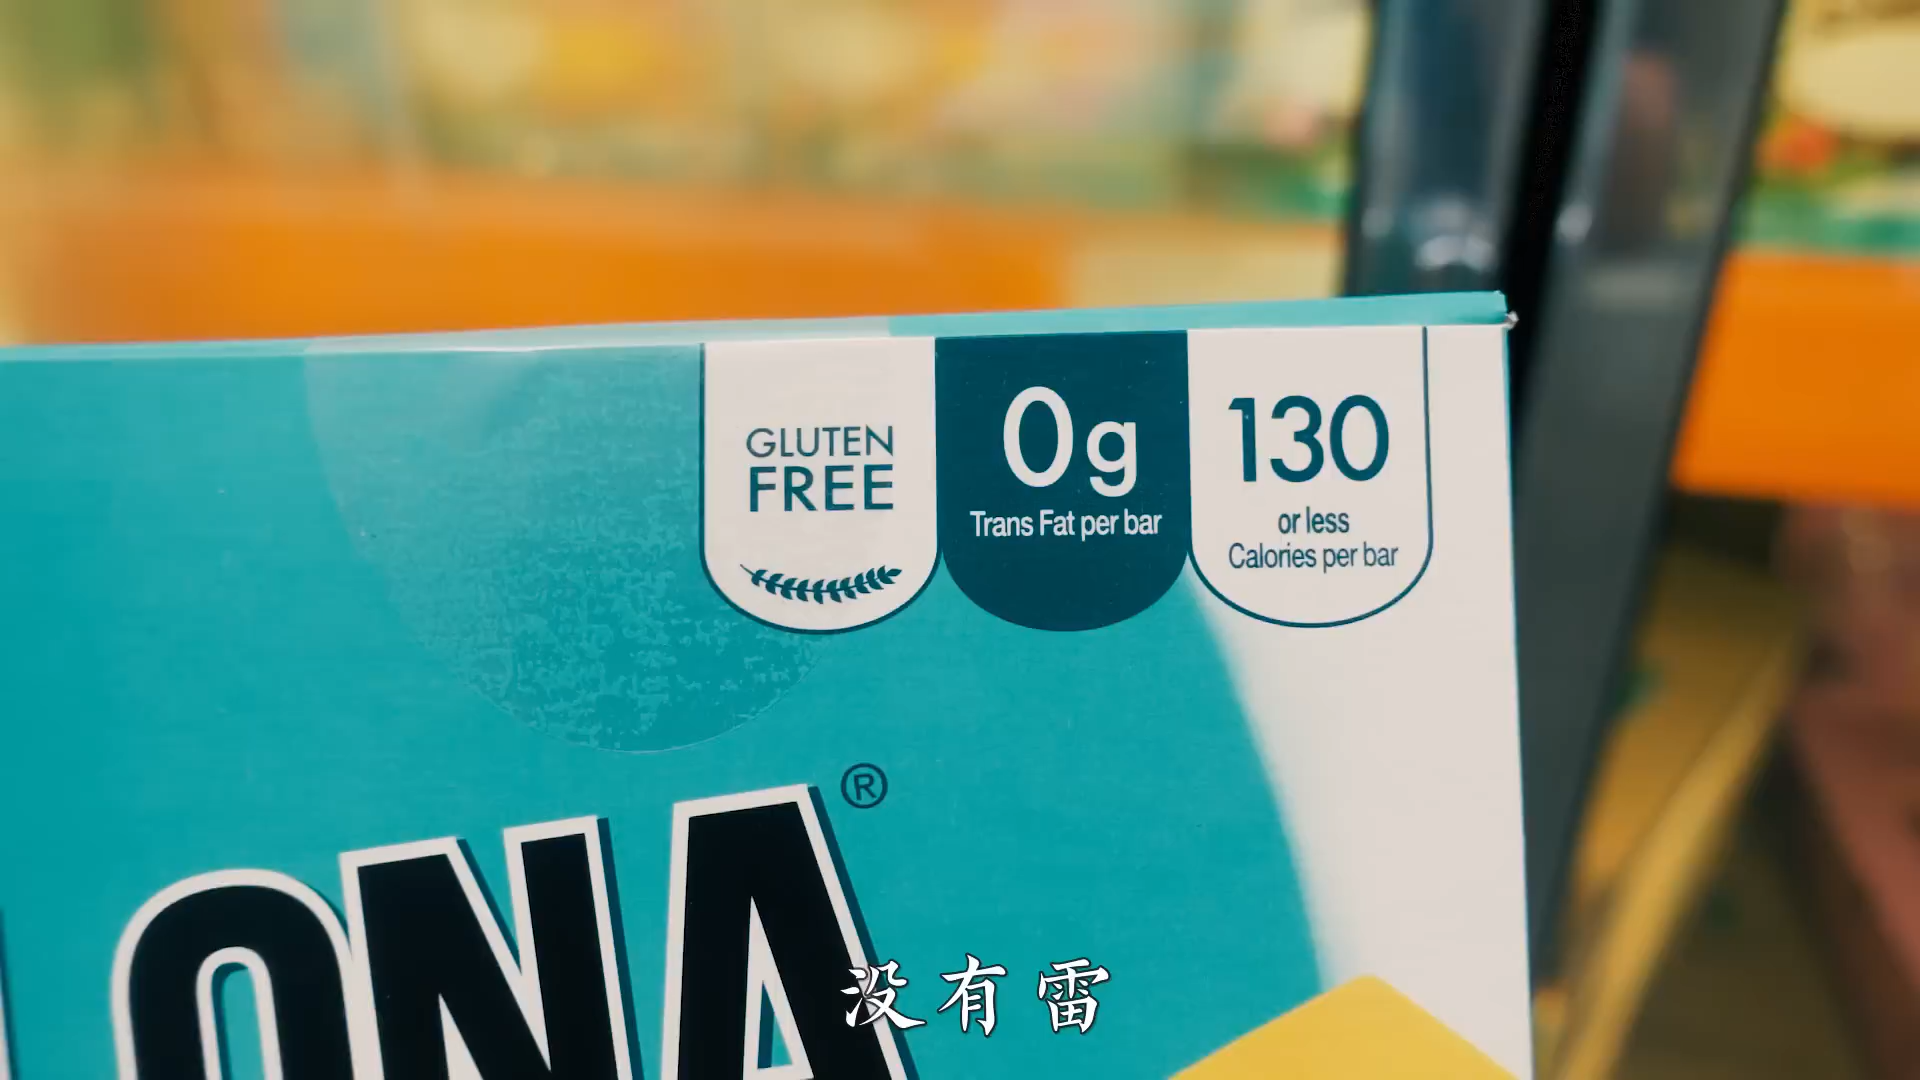 GLUTEN
FREE
0g
Trans Fat per bar
130
or less
Calories per bar
ONA®
没有雷